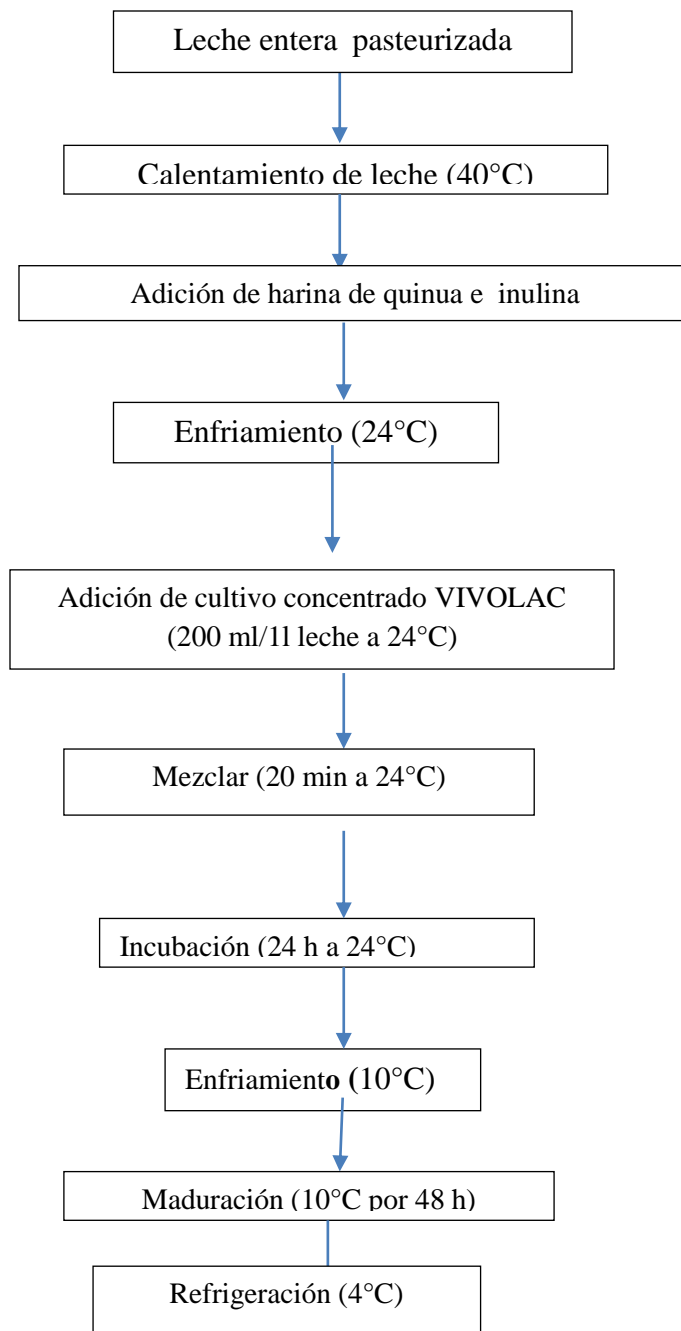 Leche entera pasteurizada
Calentamiento de leche (40°C)
Adición de harina de quinua e inulina
Enfriamiento (24°C)
Adición de cultivo concentrado VIVOLAC
(200 ml/1l leche a 24°C)
Mezclar (20 min a 24°C)
Incubación (24 h a 24°C)
Enfriamiento (10°C)
Maduración (10°C por 48 h)
Refrigeración (4°C)